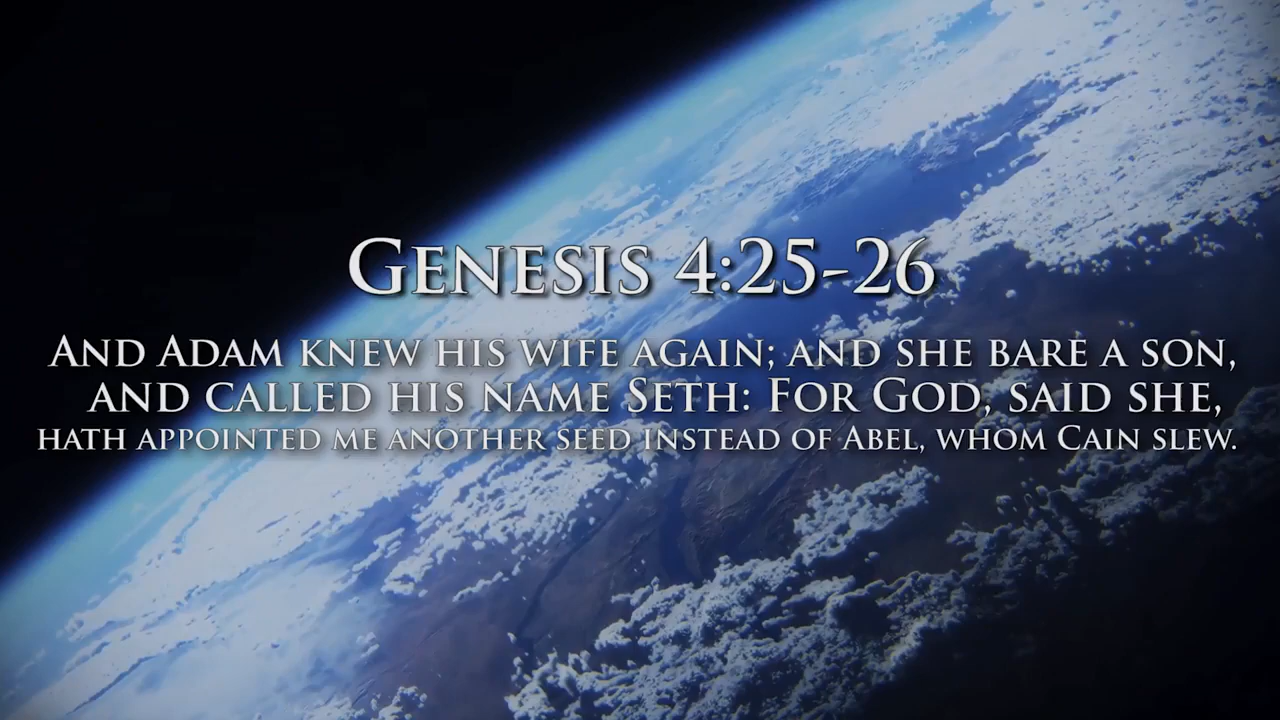 Genesis 4:25-26
And Adam knew his wife again; and she bare a son,
and called his name Seth: For God, said she,
hath appointed me another seed instead of Abel, whom Cain slew.